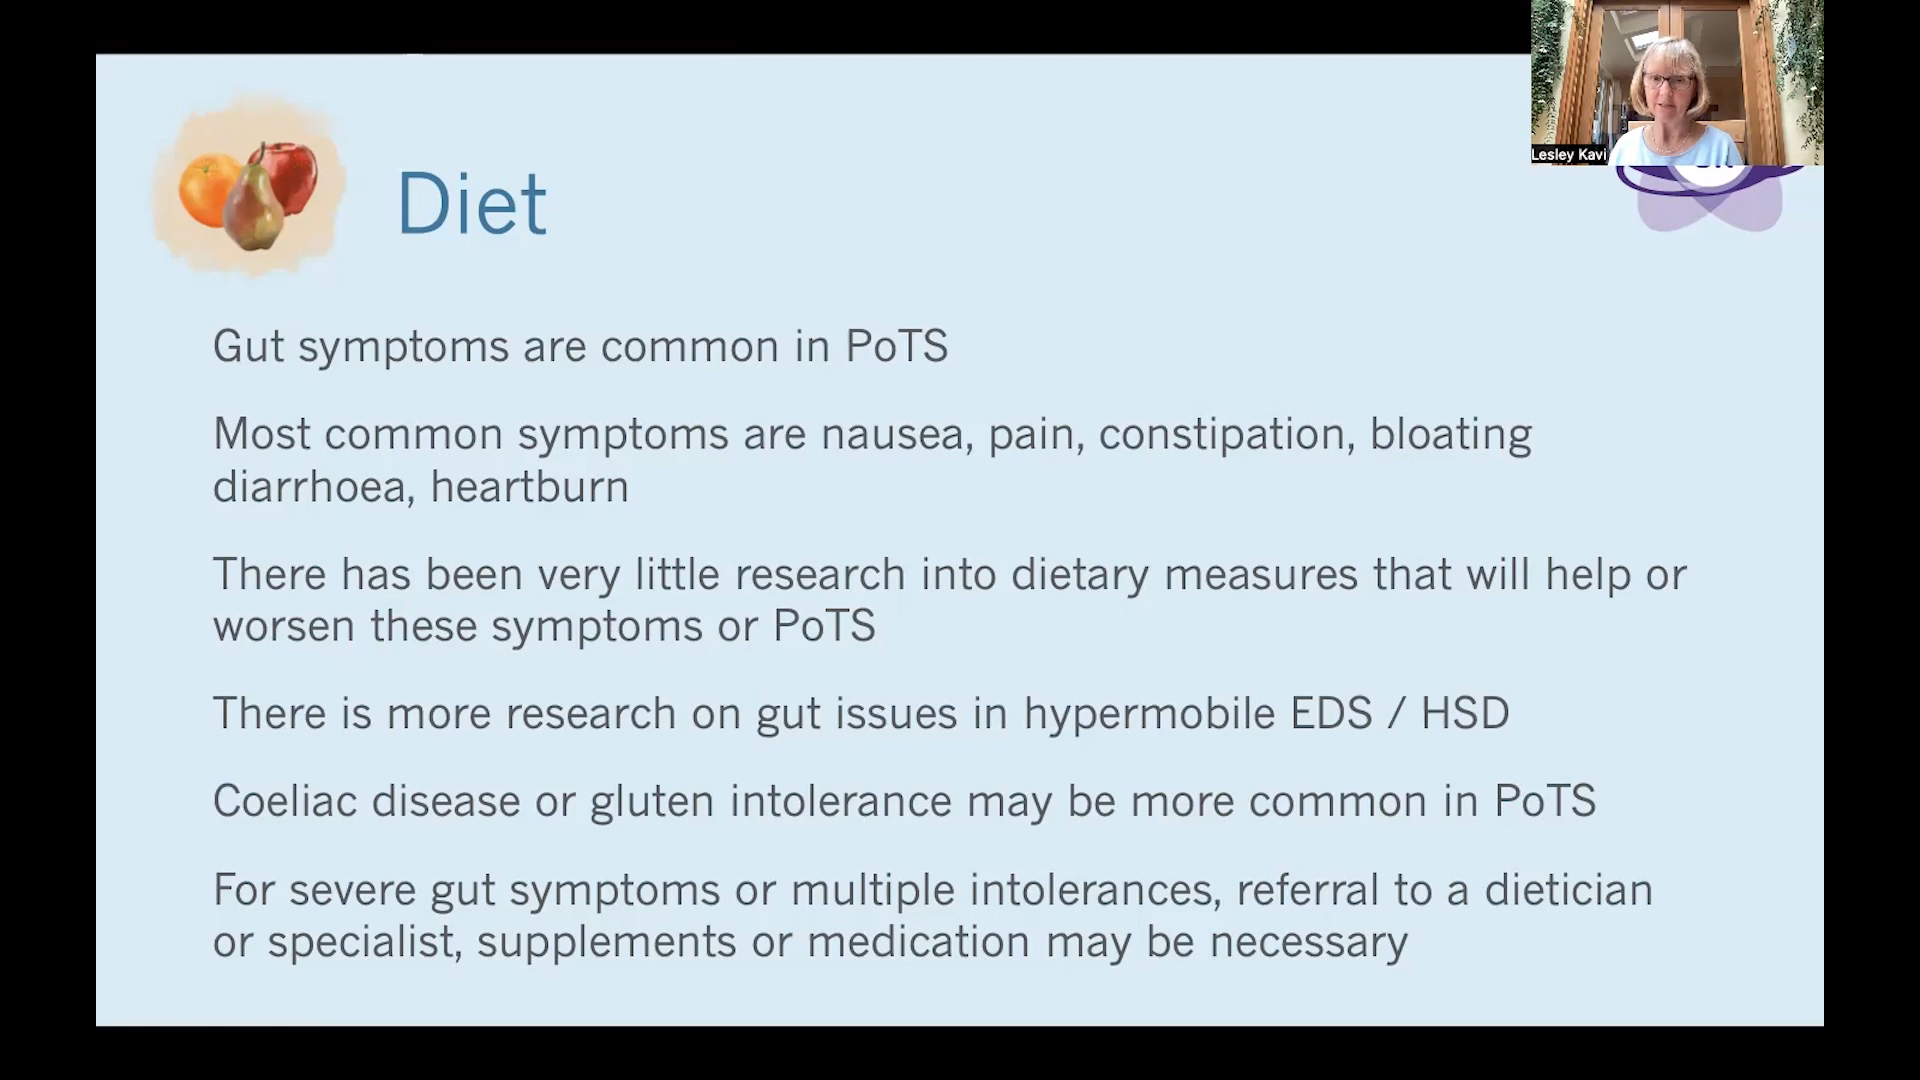 Lesley Kavi
Diet
Gut symptoms are common in PoTS
Most common symptoms are nausea, pain, constipation, bloating
diarrhoea, heartburn
There has been very little research into dietary measures that will help or
worsen these symptoms or PoTS
There is more research on gut issues in hypermobile EDS / HSD
Coeliac disease or gluten intolerance may be more common in PoTS
For severe gut symptoms or multiple intolerances, referral to a dietician
or specialist, supplements or medication may be necessary